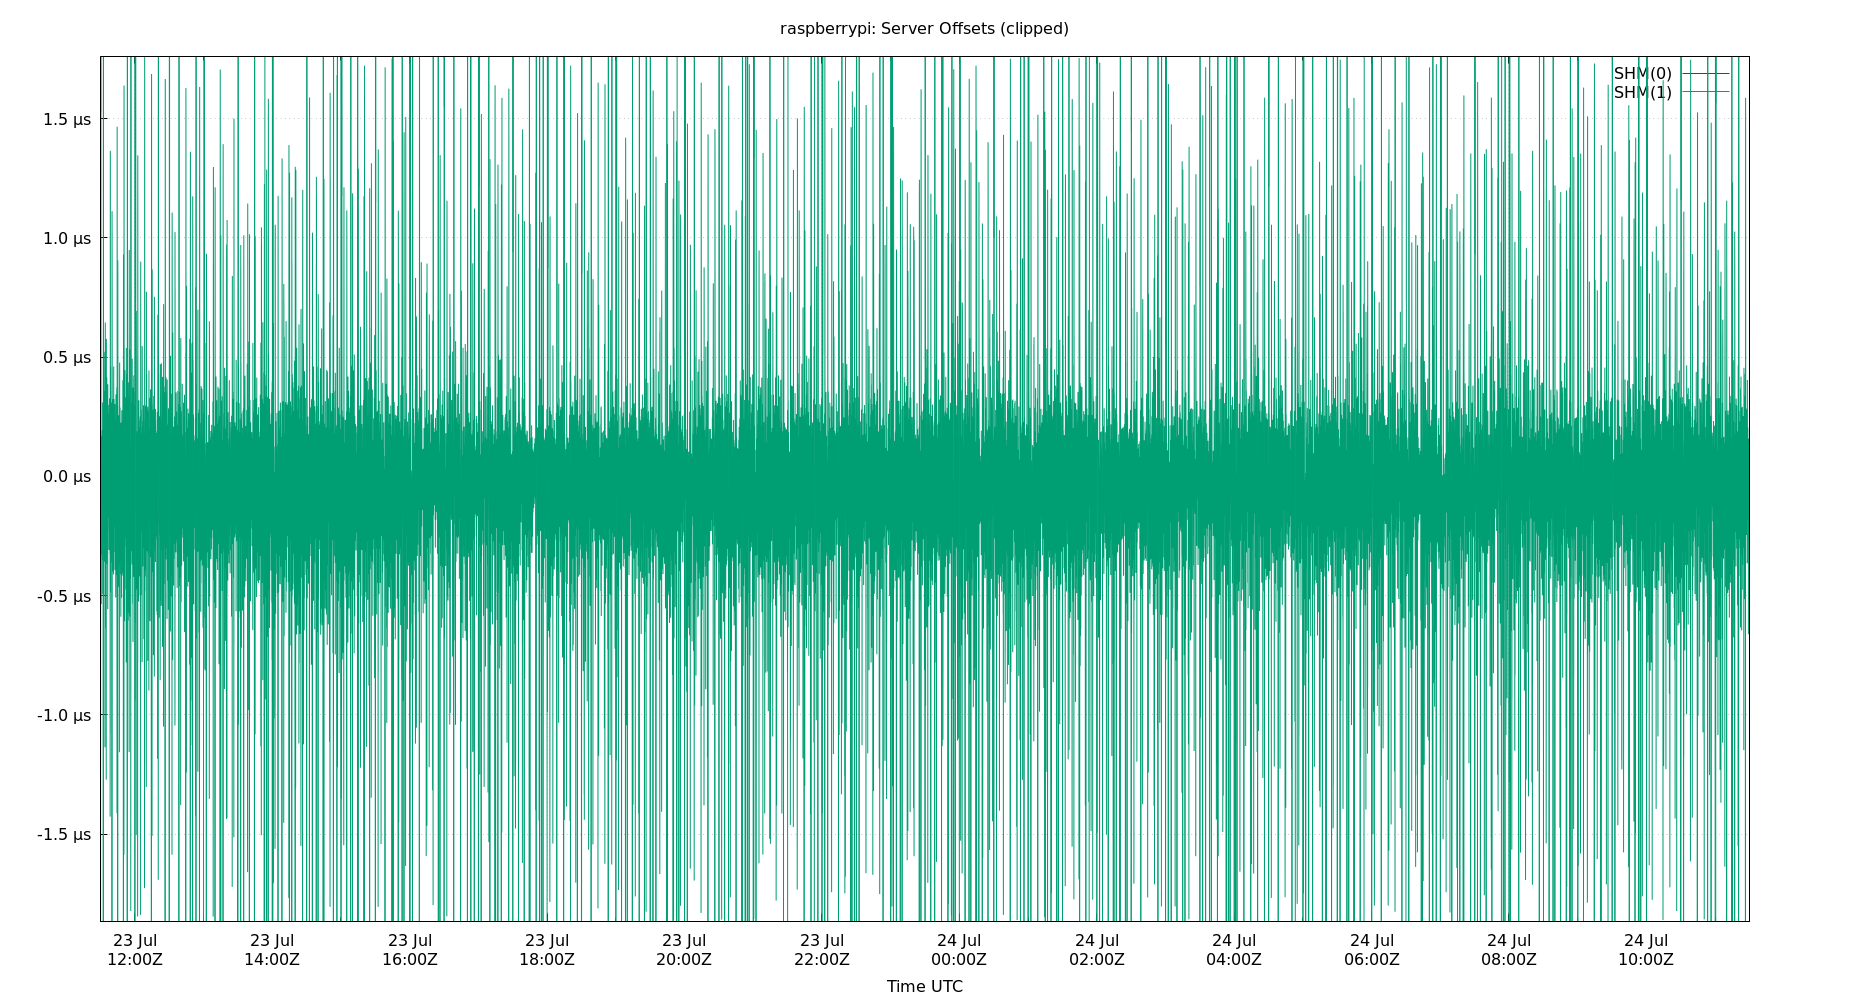 raspberrypi: Server Offsets (clipped)
SHM(0)
SHM(1)
1.5 µs
1.0 µs
0.5 µs
0.0 µs
-0.5 µs
-1.0 µs
-1.5 µs
23 Jul 23 Jul 23 Jul 23 Jul 23 Jul 23 Jul 24 Jul 24 Jul 24 Jul 24 Jul 24 Jul 24 Jul
12:00Z 14:00Z 16:00Z 18:00Z 20:00Z 22:00Z 00:00Z 02:00Z 04:00Z 06:00Z 08:00Z 10:00Z
Time UTC